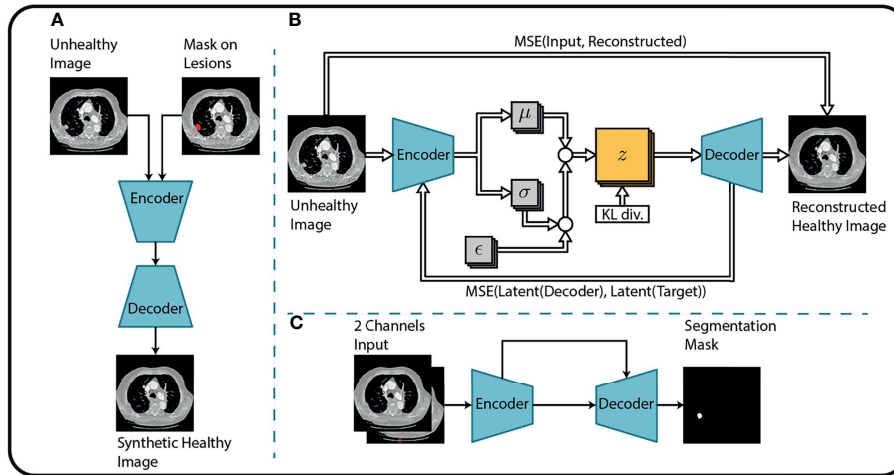 A
Unhealthy
Image
Mask on
Lesions
Encoder
Decoder
Synthetic Healthy
Image
B
MSE(Input, Reconstructed)
Encoder
μ
σ
ϵ
z
KL div.
Decoder
Unhealthy
Image
Reconstructed
Healthy Image
MSE(Latent(Decoder), Latent(Target))
C
2 Channels
Input
Encoder
Decoder
Segmentation
Mask